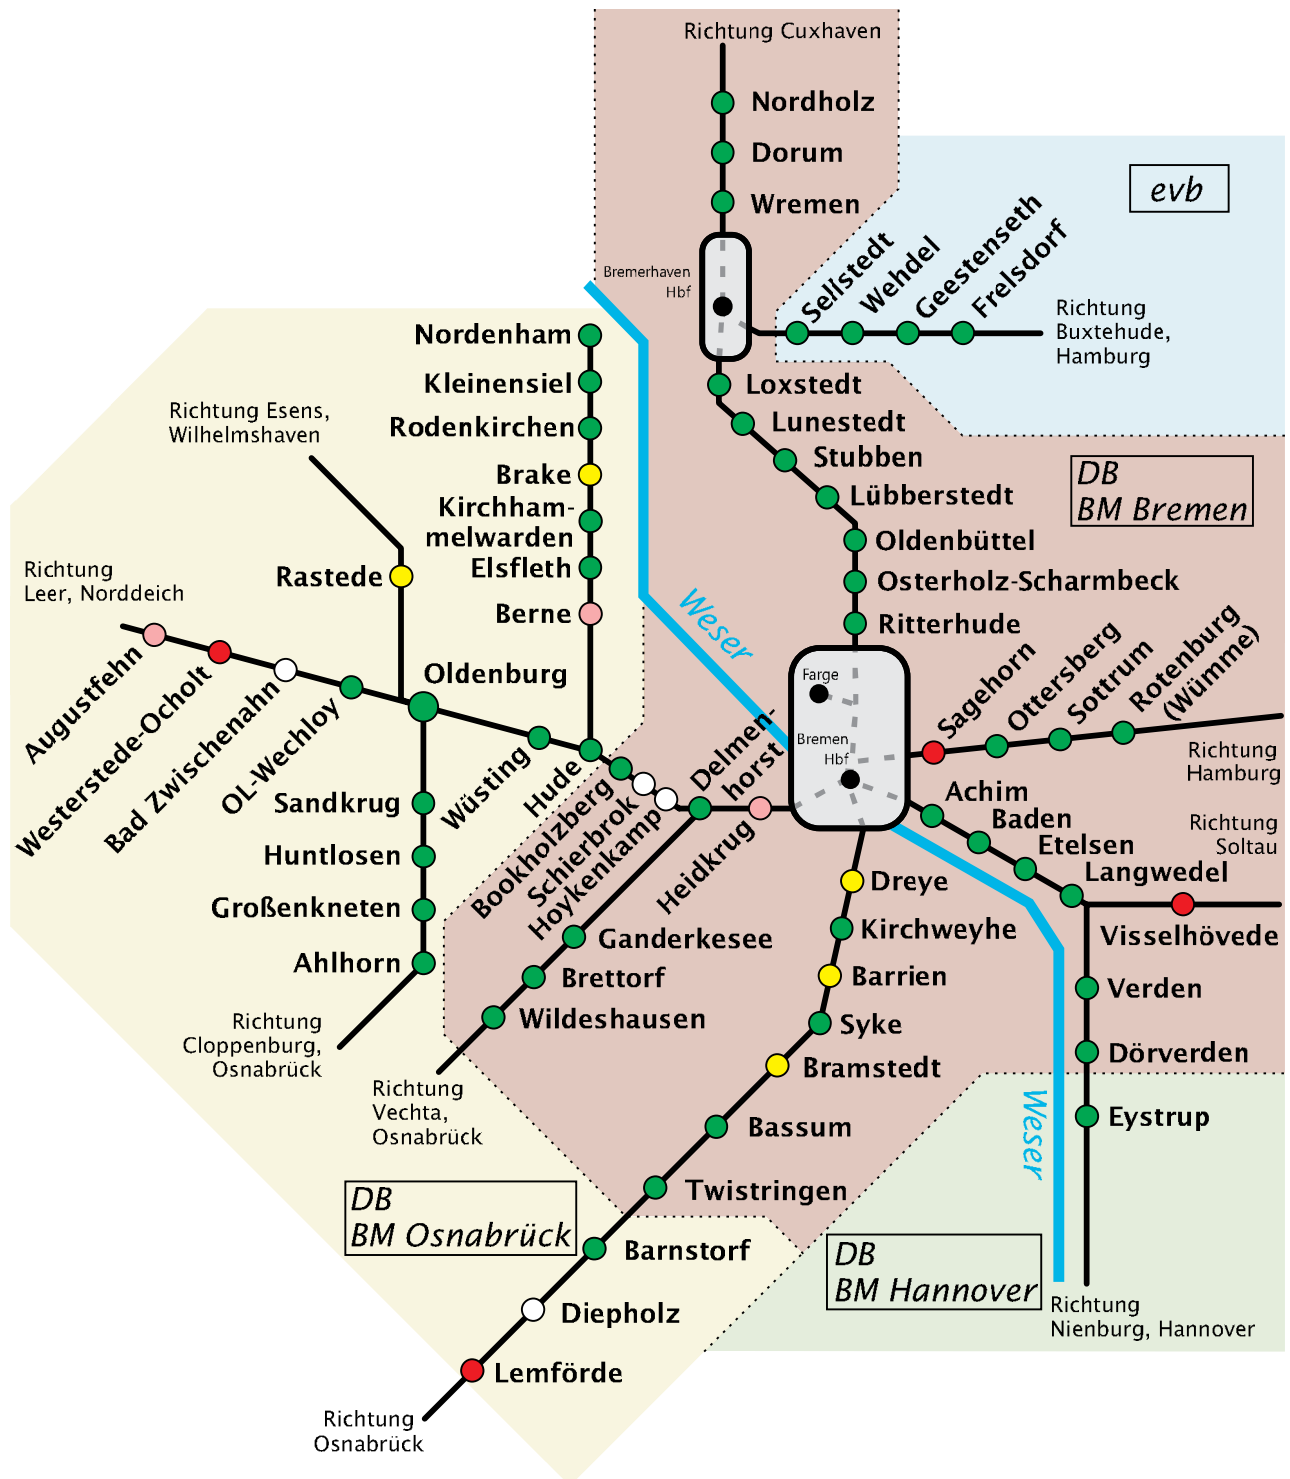 Richtung Cuxhaven
Nordholz
Dorum
Wremen
evb
Bremerhaven
Hbf
Sellstedt
Wehdel
Geestenseth
Frelsdorf
Richtung
Buxtehude,
Hamburg
Nordenham
Kleinensiel
Rodenkirchen
Brake
Kirchham-
melwarden
Elsfleth
Berne
Loxstedt
Lunestedt
Stubben
Lübberstedt
Oldenbüttel
Osterholz-Scharmbeck
Ritterhude
DB
BM Bremen
Richtung Esens,
Wilhelmshaven
Rastede
Richtung
Leer, Norddeich
Augustfehn
Westerstede-Ocholt
Bad Zwischenahn
OL-Wechloy
Oldenburg
Wüsting
Hude
Bookholzberg
Schierbrok
Hoykenkamp
Delmen-
horst
Heidkrug
Weser
Farge
Bremen
Hbf
Sagehorn
Ottersberg
Sottrum
Rotenburg
(Wümme)
Richtung
Hamburg
Achim
Baden
Etelsen
Langwedel
Richtung
Soltau
Visselhövede
Verden
Dörverden
Eystrup
Sandkrug
Huntlosen
Großenkneten
Ahlhorn
Richtung
Cloppenburg,
Osnabrück
Ganderkesee
Brettorf
Wildeshausen
Richtung
Vechta,
Osnabrück
Dreye
Kirchweyhe
Barrien
Syke
Bramstedt
Bassum
Twistringen
Barnstorf
Diepholz
Lemförde
Richtung
Osnabrück
DB
BM Osnabrück
DB
BM Hannover
Weser
Richtung
Nienburg, Hannover